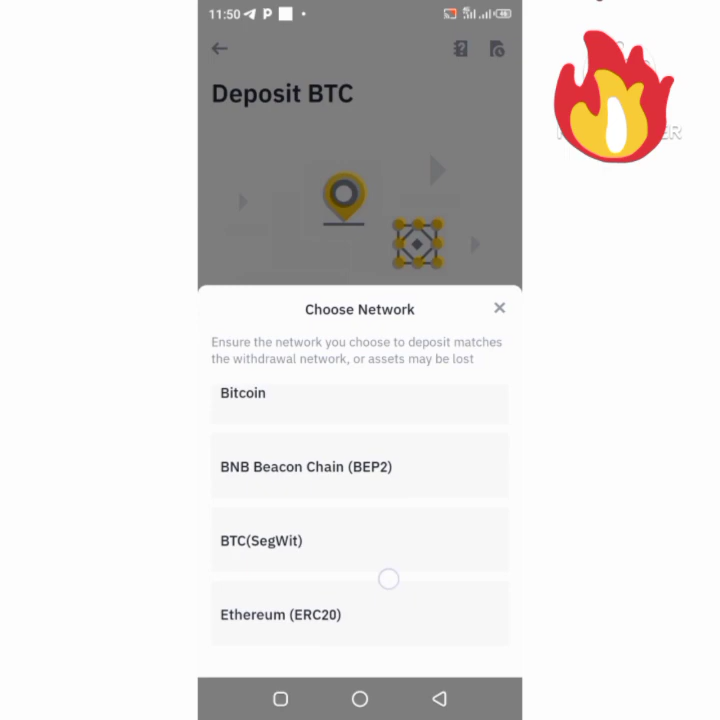 11:50
Deposit BTC
Choose Network
Ensure the network you choose to deposit matches
the withdrawal network, or assets may be lost
Bitcoin
BNB Beacon Chain (BEP2)
BTC(SegWit)
Ethereum (ERC20)